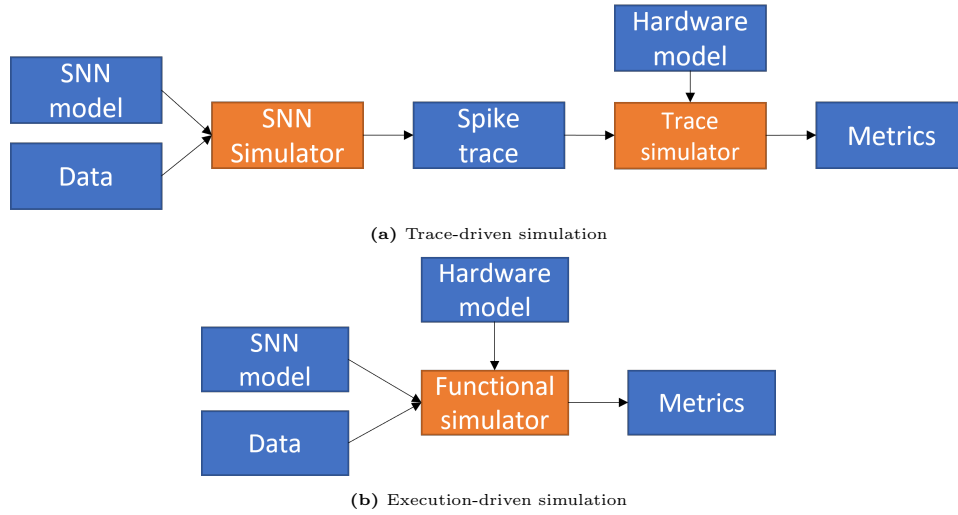 Hardware
model
SNN
model
Data
SNN
Simulator
Spike
trace
Trace
simulator
Metrics
(a) Trace-driven simulation
Hardware
model
SNN
model
Data
Functional
simulator
Metrics
(b) Execution-driven simulation